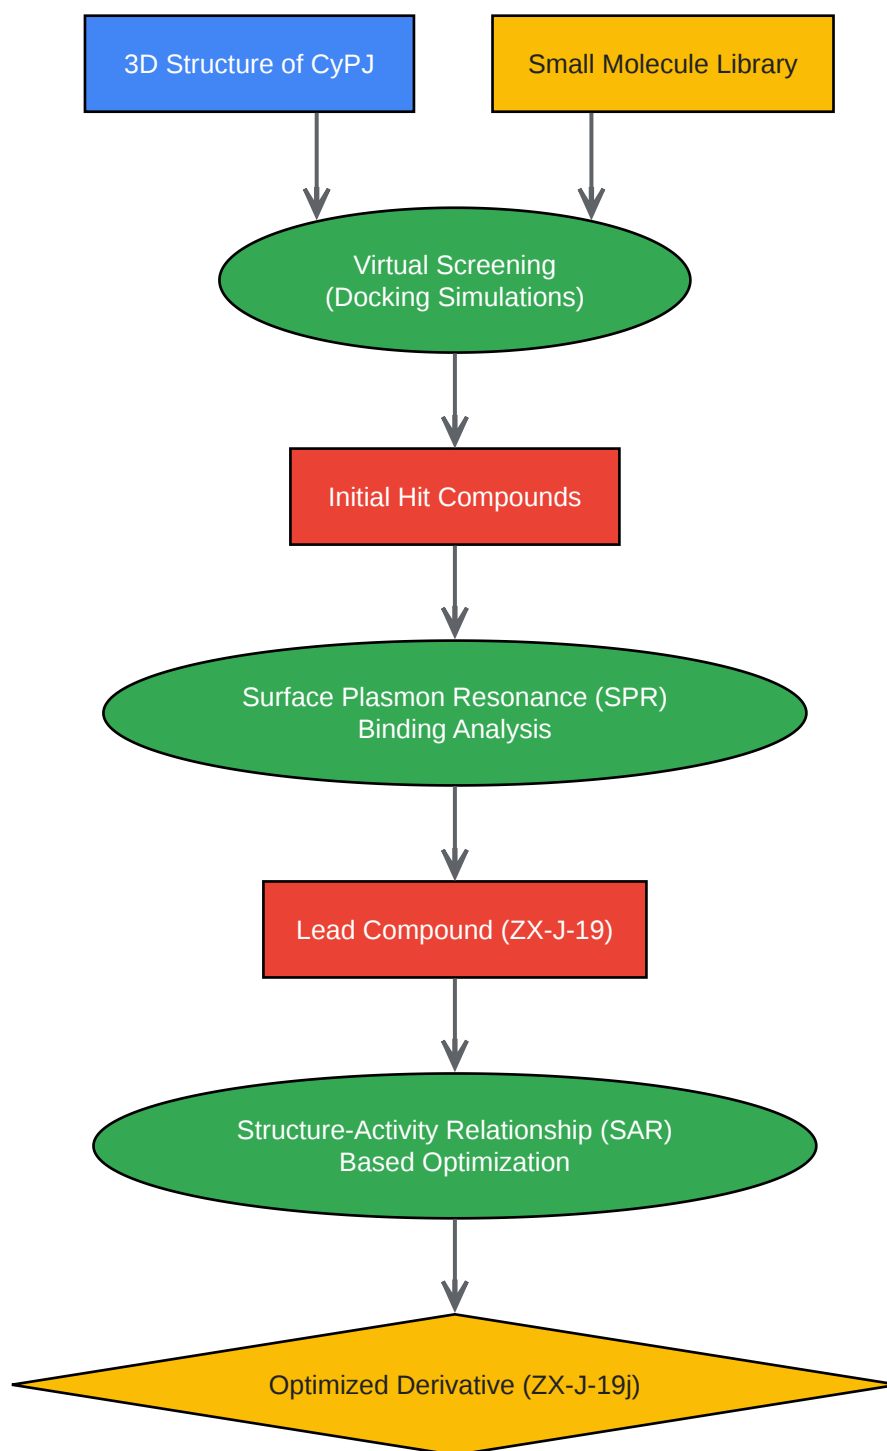 3D Structure of CyPJ
Small Molecule Library
Virtual Screening
(Docking Simulations)
Initial Hit Compounds
Surface Plasmon Resonance (SPR)
Binding Analysis
Lead Compound (ZX-J-19)
Structure-Activity Relationship (SAR)
Based Optimization
Optimized Derivative (ZX-J-19j)